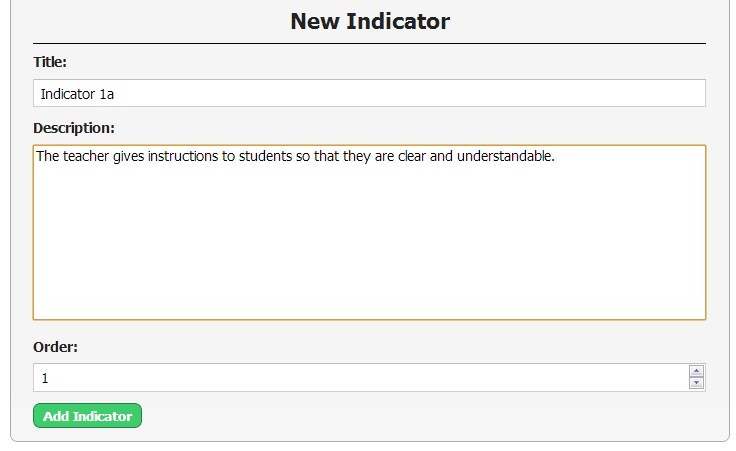 New Indicator
Title:
Indicator 1a
Description:
The teacher gives instructions to students so that they are clear and understandable.
Order:
1
Add Indicator